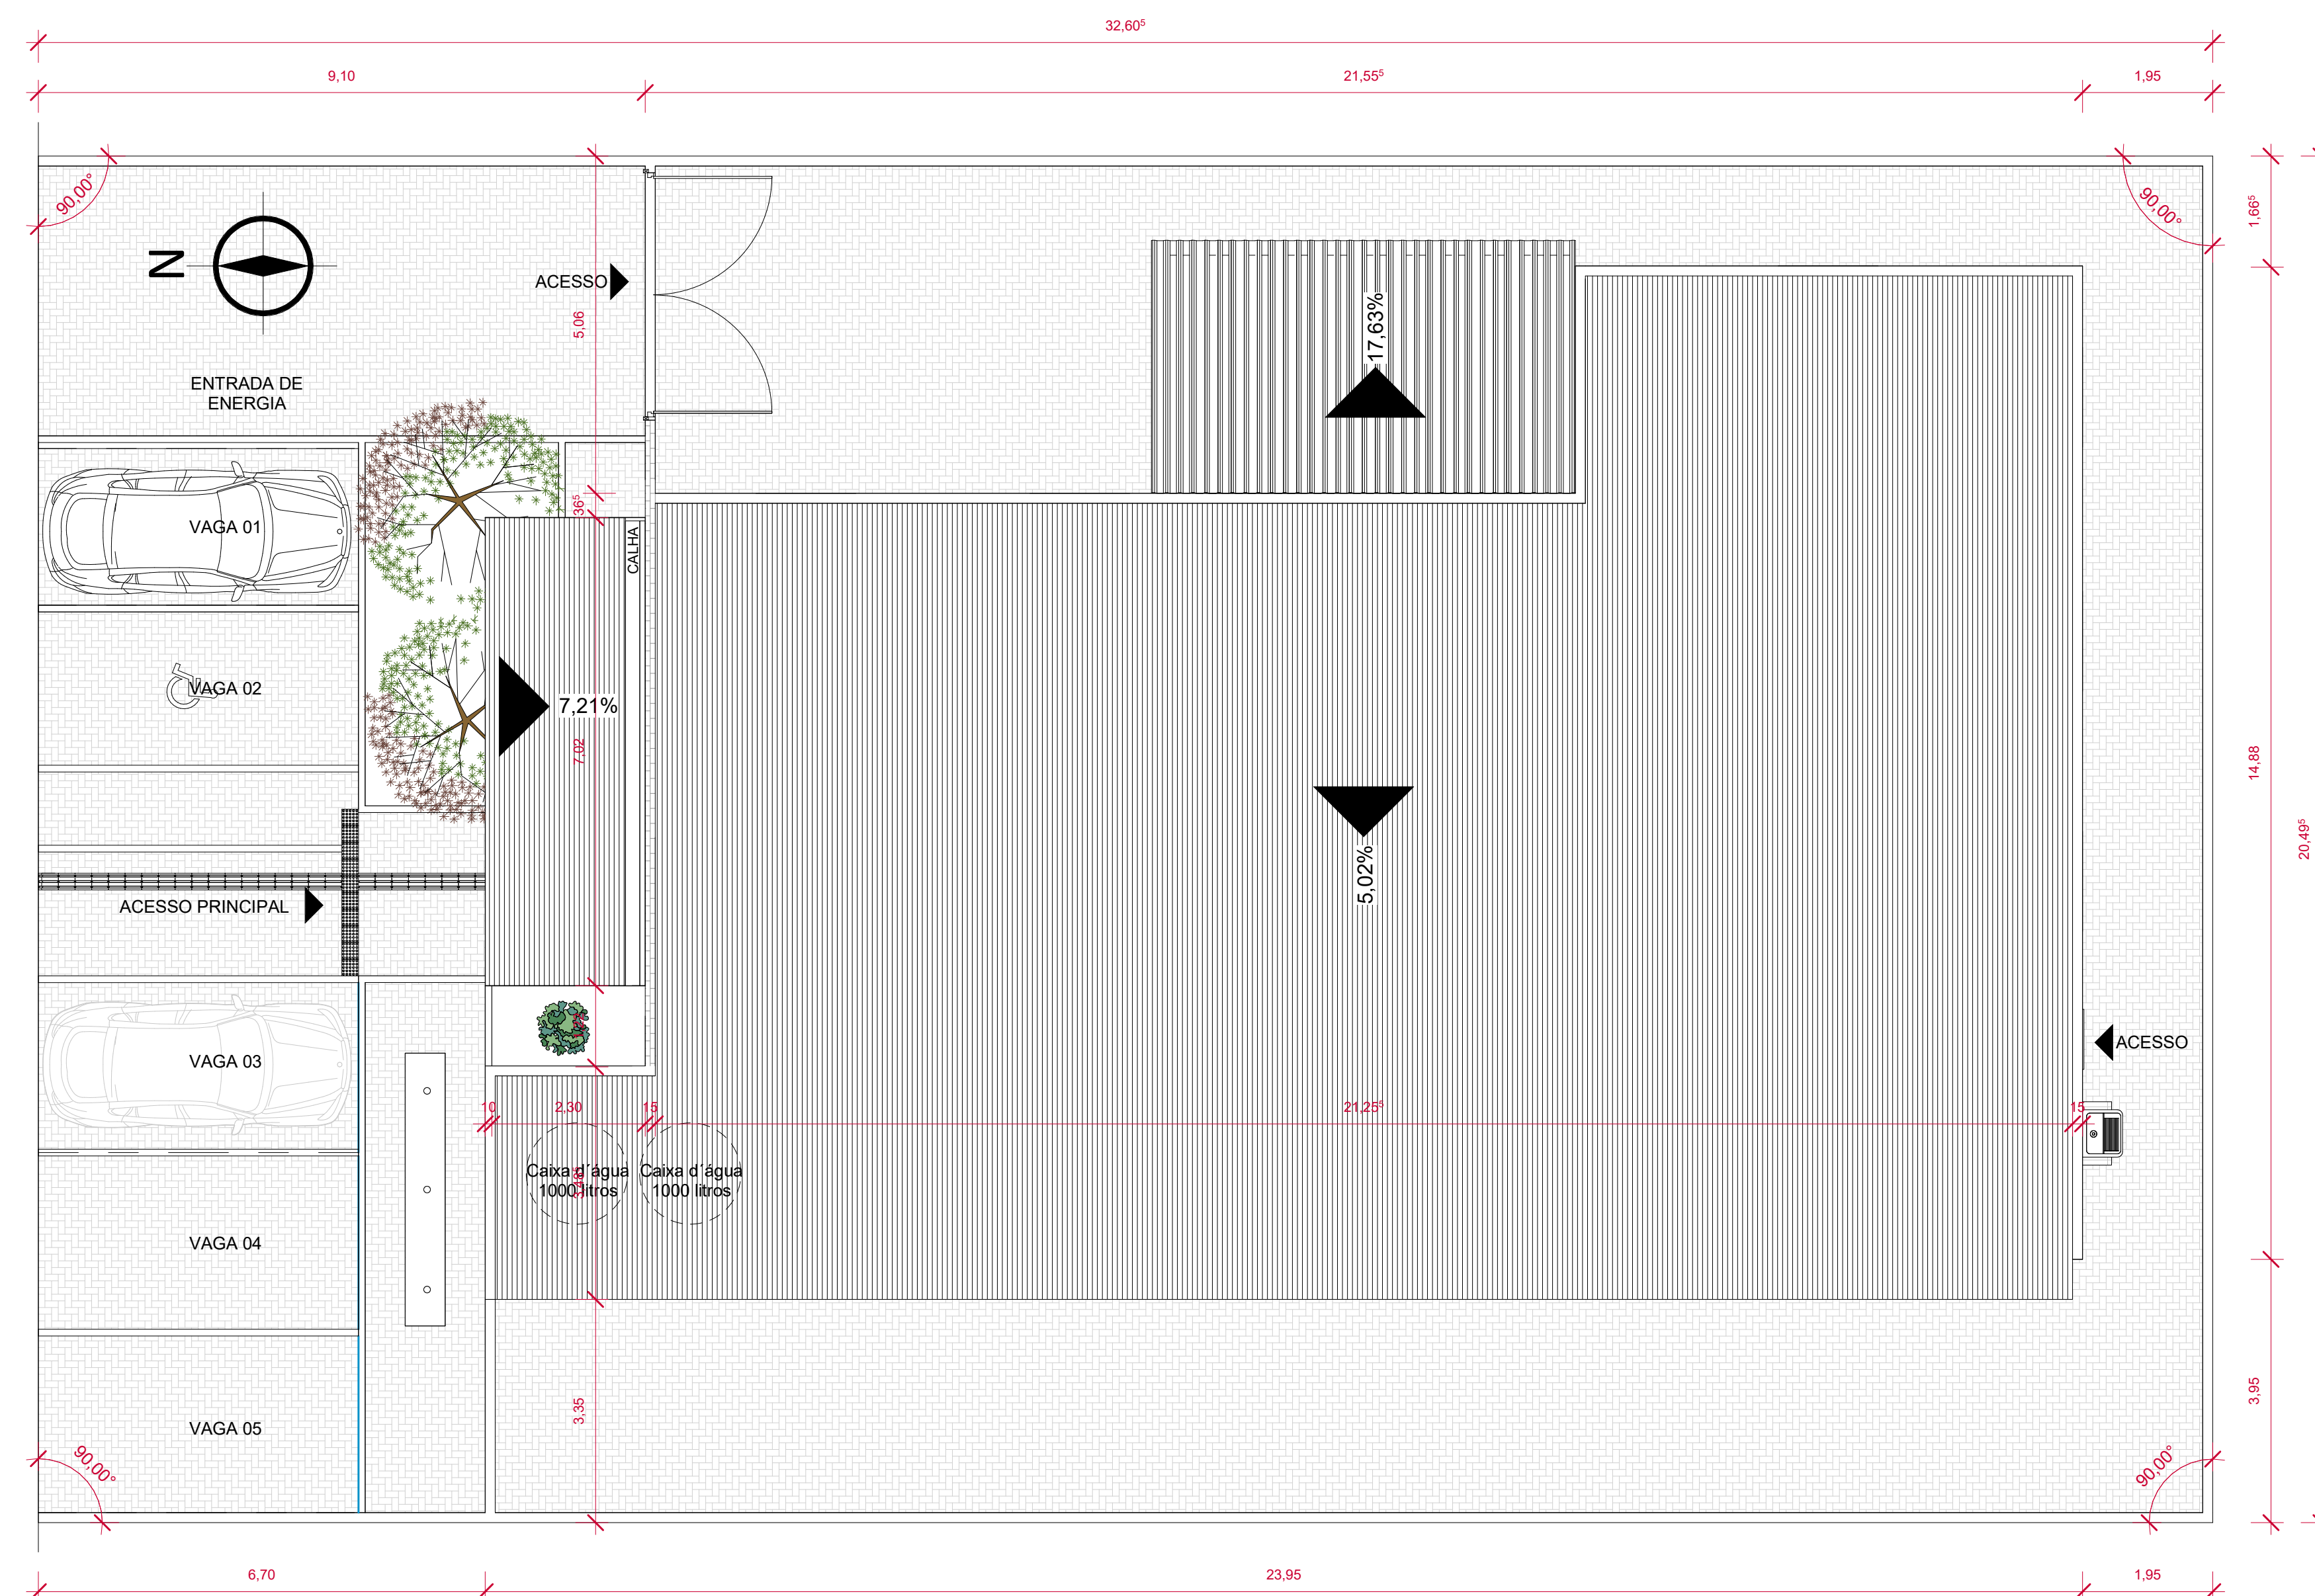 32,60⁵
9,10
21,55⁵
1,95
90,00°
90,00°
1,66⁵
N
ACESSO
5,06
17,63%
ENTRADA DE
ENERGIA
36⁵
CALHA
VAGA 01
VAGA 02
7,21%
7,02
14,88
20,49⁵
5,02%
ACESSO PRINCIPAL
VAGA 03
ACESSO
10
2,30
15
21,25⁵
15
Caixa d´água
1000 litros
Caixa d´água
1000 litros
VAGA 04
3,35
3,95
VAGA 05
90,00°
90,00°
6,70
23,95
1,95